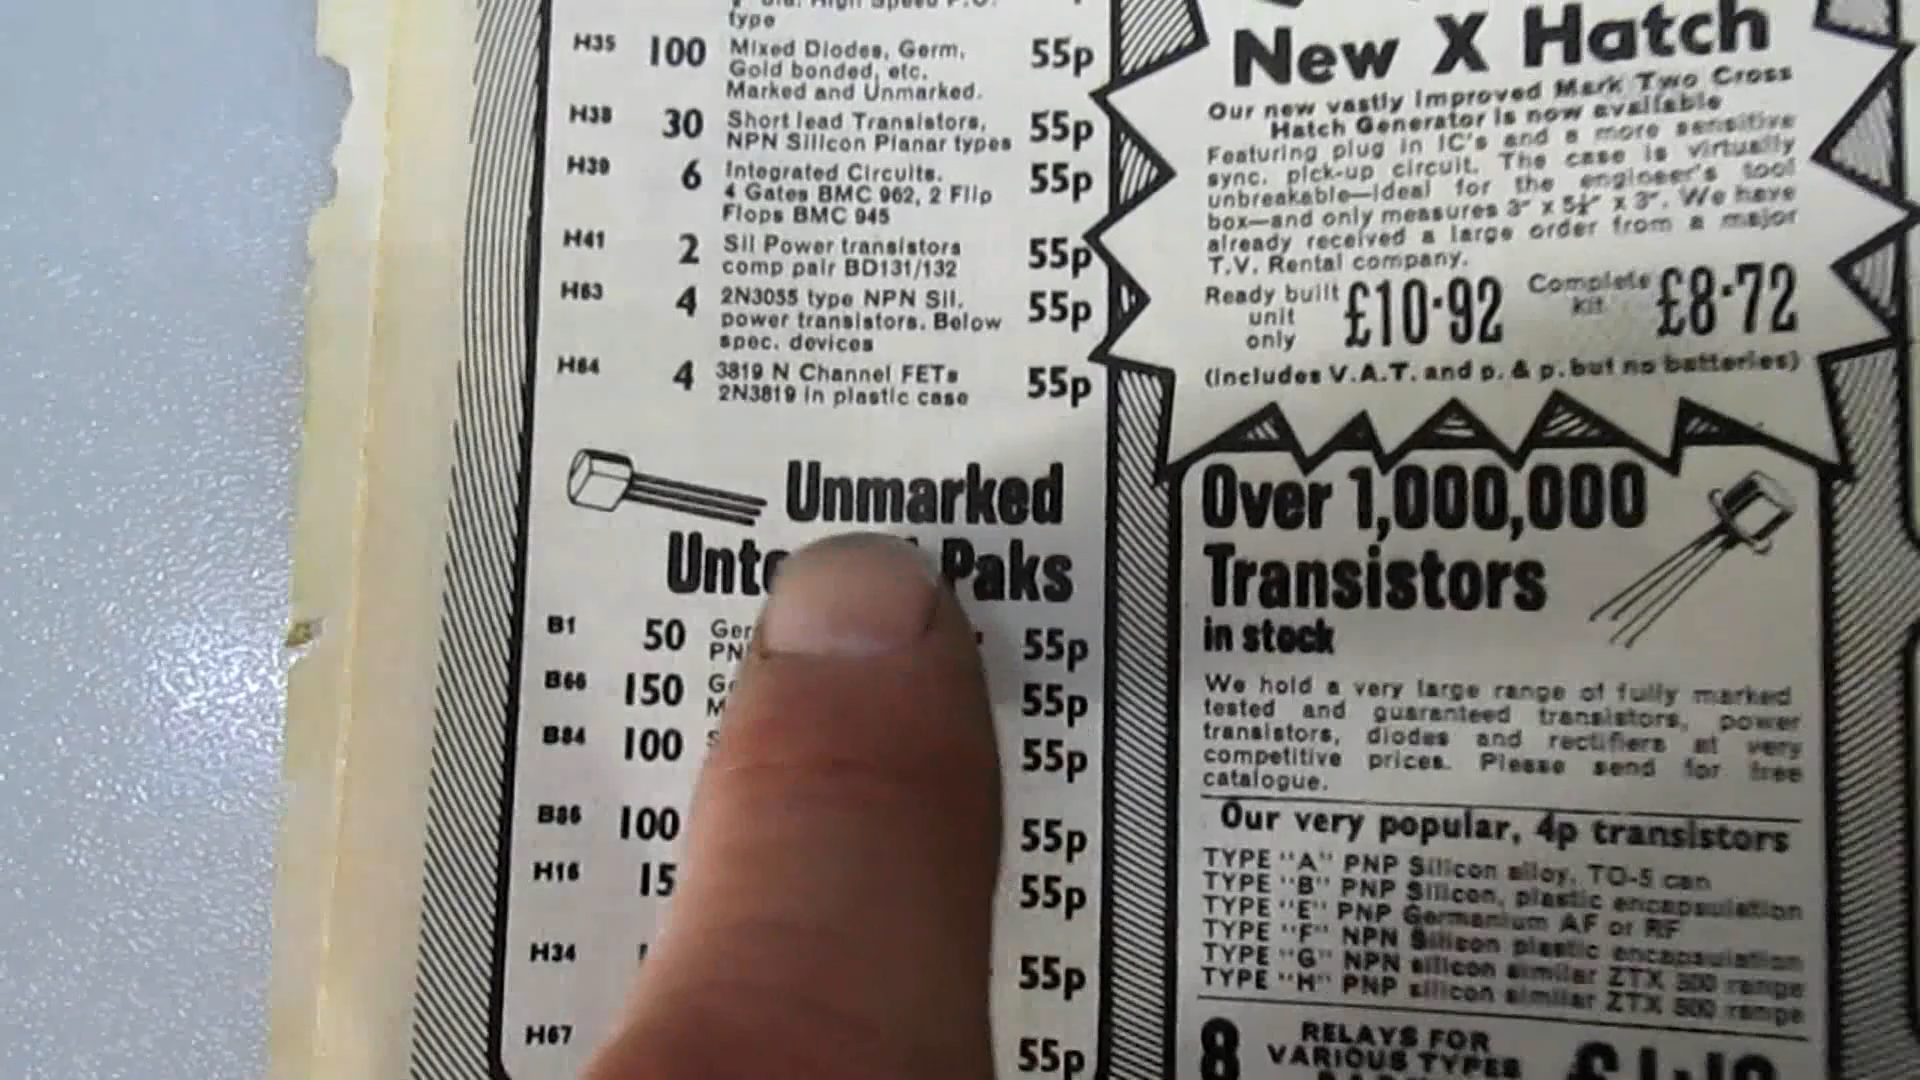 type
H35 100 Mixed Diodes, Germ. 55p
Gold bonded, etc.
Marked and Unmarked.
H38 30 Short lead Transistors, 55p
NPN Silicon Planar types
H39 6 Integrated Circuits. 55p
4 Gates BMC 962, 2 Flip
Flops BMC 945
H41 2 Sil Power transistors 55p
comp pair BD131/132
H63 4 2N3055 type NPN Sil. 55p
power transistors. Below
spec. devices
H64 4 3819 N Channel FETs 55p
2N3819 in plastic case
Unmarked
Paks
B1 50 55p
B66 150 55p
B84 100 55p
B86 100 55p
H16 15 55p
H34 55p
H67 55p
New X Hatch
Our new vastly improved Mark Two Cross
Hatch Generator is now available
Featuring plug in IC's and a more sensitive
sync. pick-up circuit. The case is virtually
unbreakable—ideal for the engineer's tool
box—and only measures 3" x 5¼" x 3". We have
already received a large order from a major
T.V. Rental company.
Ready built
unit
only £10·92 Complete
kit £8·72
(includes V.A.T. and p. & p. but no batteries)
Over 1,000,000
Transistors
in stock
We hold a very large range of fully marked
tested and guaranteed transistors, power
transistors, diodes and rectifiers at very
competitive prices. Please send for free
catalogue.
Our very popular, 4p transistors
TYPE "A" PNP Silicon alloy, TO-5 can
TYPE "B" PNP Silicon, plastic encapsulation
TYPE "E" PNP Germanium AF or RF
TYPE "F" NPN Silicon plastic encapsulation
TYPE "G" NPN silicon similar ZTX 300 range
TYPE "H" PNP silicon similar ZTX 500 range
8 RELAYS FOR
VARIOUS TYPES